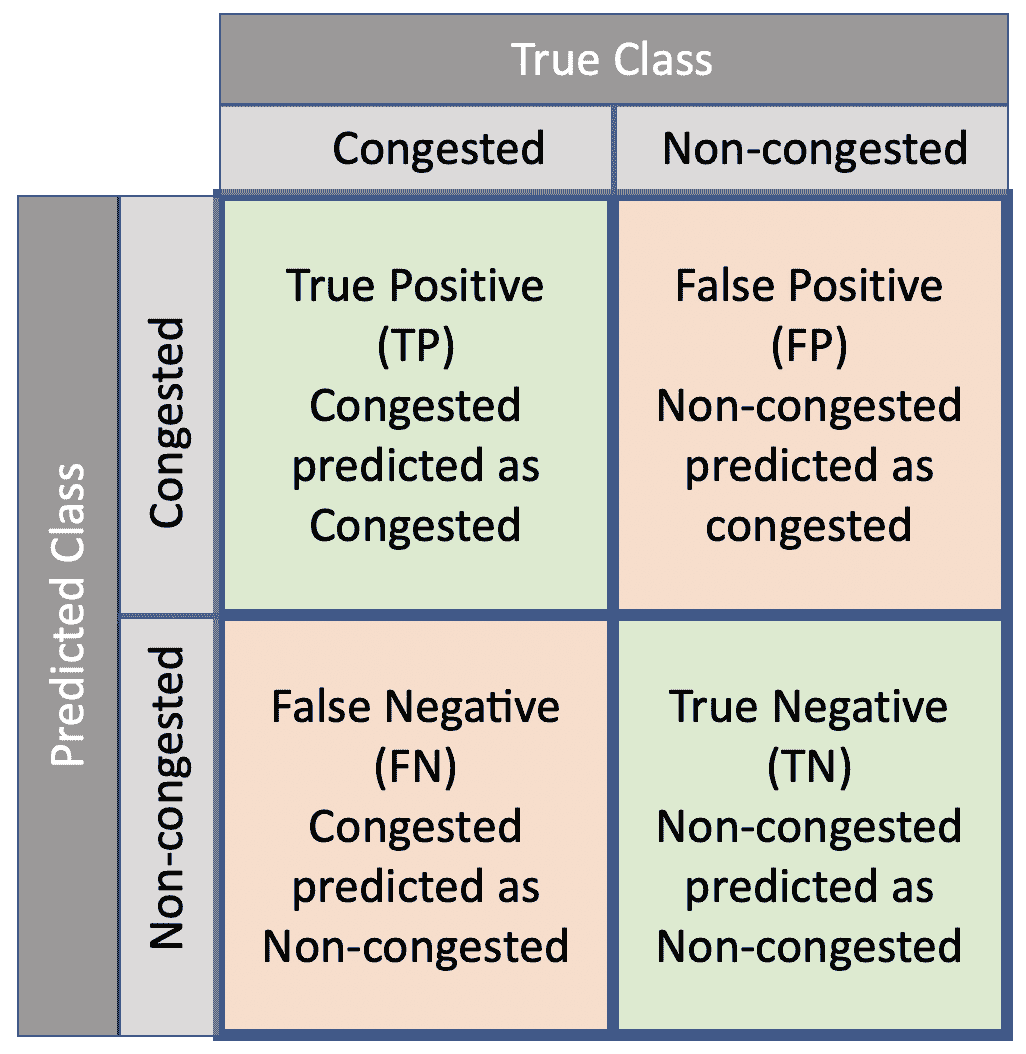 True Class
Congested
Non-congested
Predicted Class
Congested
True Positive
(TP)
Congested
predicted as
Congested
False Positive
(FP)
Non-congested
predicted as
congested
Non-congested
False Negative
(FN)
Congested
predicted as
Non-congested
True Negative
(TN)
Non-congested
predicted as
Non-congested